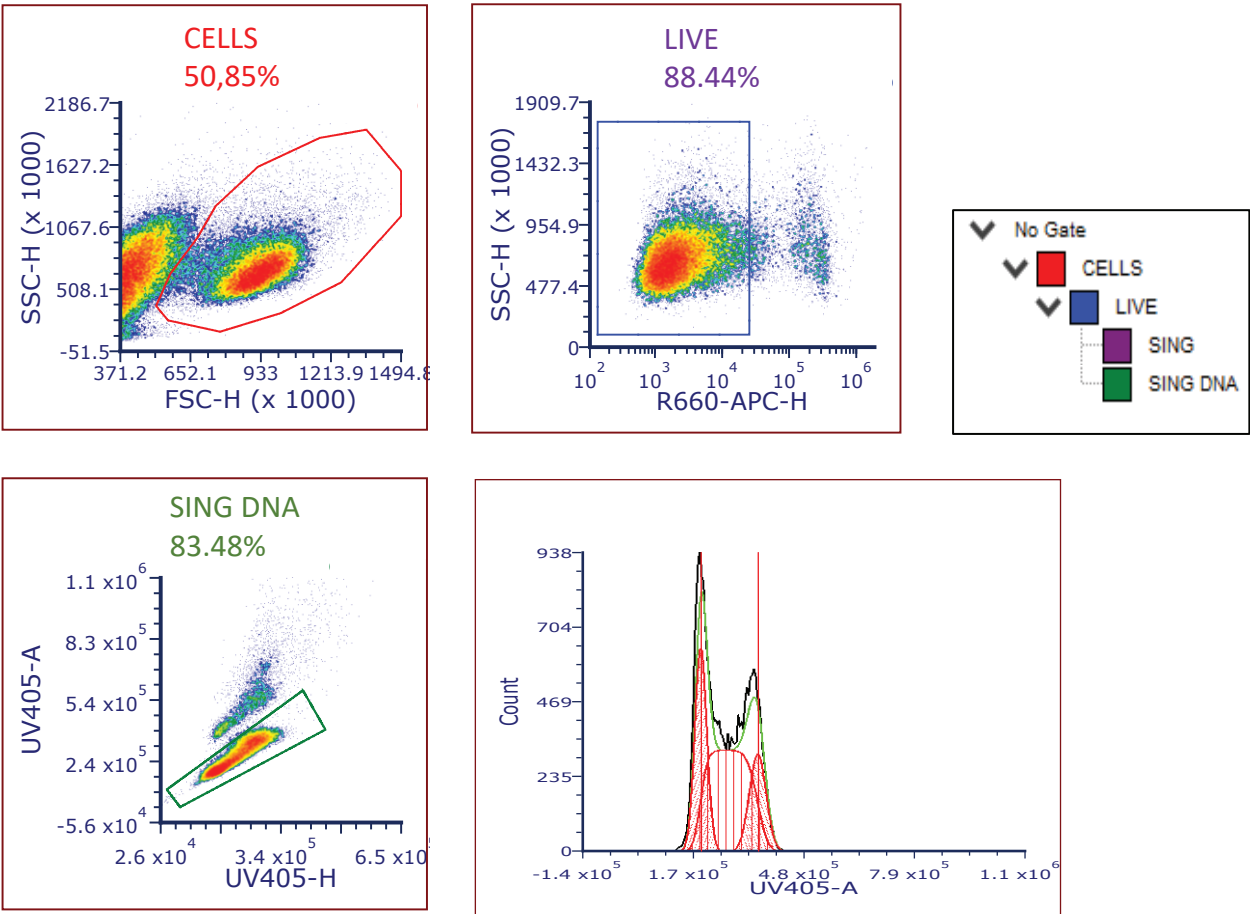 CELLS
50,85%
2186.7
1627.2
1067.6
508.1
-51.5
SSC-H (x 1000)
371.2 652.1 933 1213.9 1494.8
FSC-H (x 1000)
LIVE
88.44%
1909.7
1432.3
954.9
477.4
0
SSC-H (x 1000)
10^2 10^3 10^4 10^5 10^6
R660-APC-H
No Gate
CELLS
LIVE
SING
SING DNA
SING DNA
83.48%
1.1 x10^6
8.3 x10^5
5.4 x10^5
2.4 x10^5
-5.6 x10^4
UV405-A
2.6 x10^4 3.4 x10^5 6.5 x10^5
UV405-H
938
704
469
235
0
Count
-1.4 x10^5 1.7 x10^5 4.8 x10^5 7.9 x10^5 1.1 x10^6
UV405-A